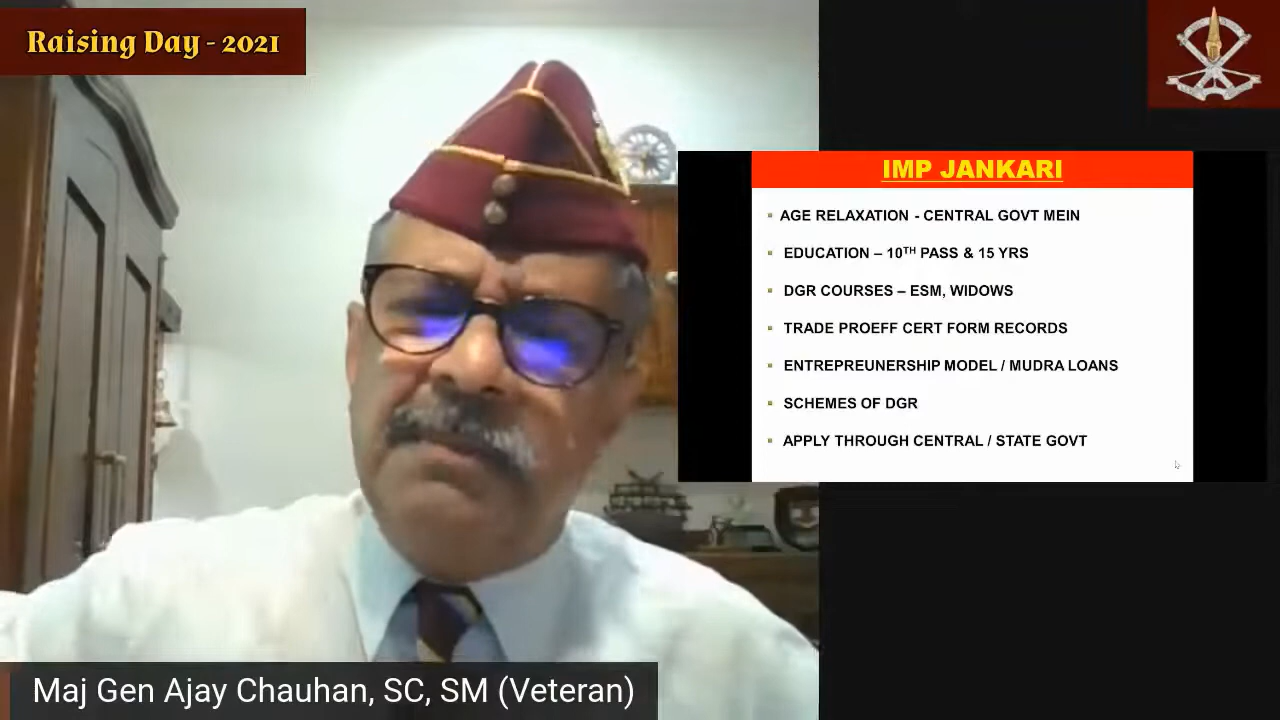 Raising Day - 2021
IMP JANKARI
AGE RELAXATION - CENTRAL GOVT MEIN
EDUCATION – 10TH PASS & 15 YRS
DGR COURSES – ESM, WIDOWS
TRADE PROEFF CERT FORM RECORDS
ENTREPREUNERSHIP MODEL / MUDRA LOANS
SCHEMES OF DGR
APPLY THROUGH CENTRAL / STATE GOVT
Maj Gen Ajay Chauhan, SC, SM (Veteran)